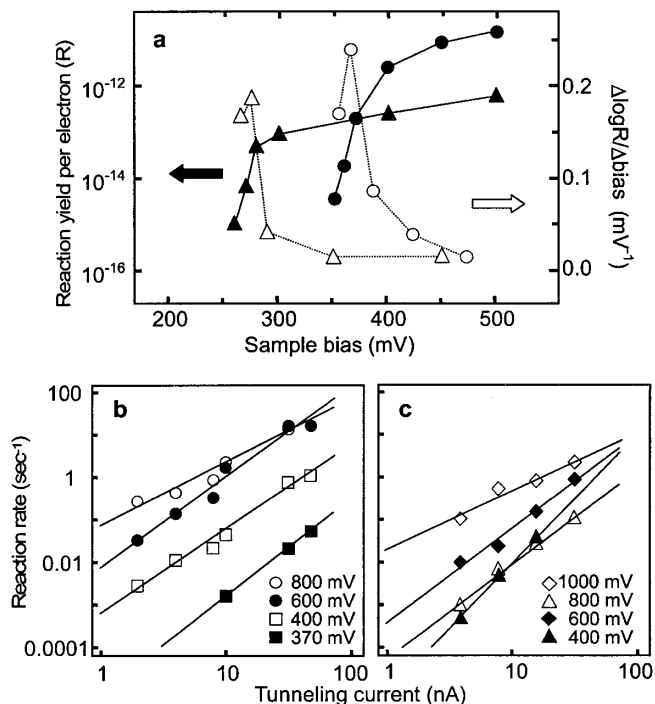 a
Reaction yield per electron (R)
10⁻¹²
10⁻¹⁴
10⁻¹⁶
0.2
0.1
0.0
ΔlogR/Δbias (mV⁻¹)
200 300 400 500
Sample bias (mV)
b
Reaction rate (sec⁻¹)
100
1
0.01
0.0001
800 mV
600 mV
400 mV
370 mV
1 10 100
c
1000 mV
800 mV
600 mV
400 mV
1 10 100
Tunneling current (nA)